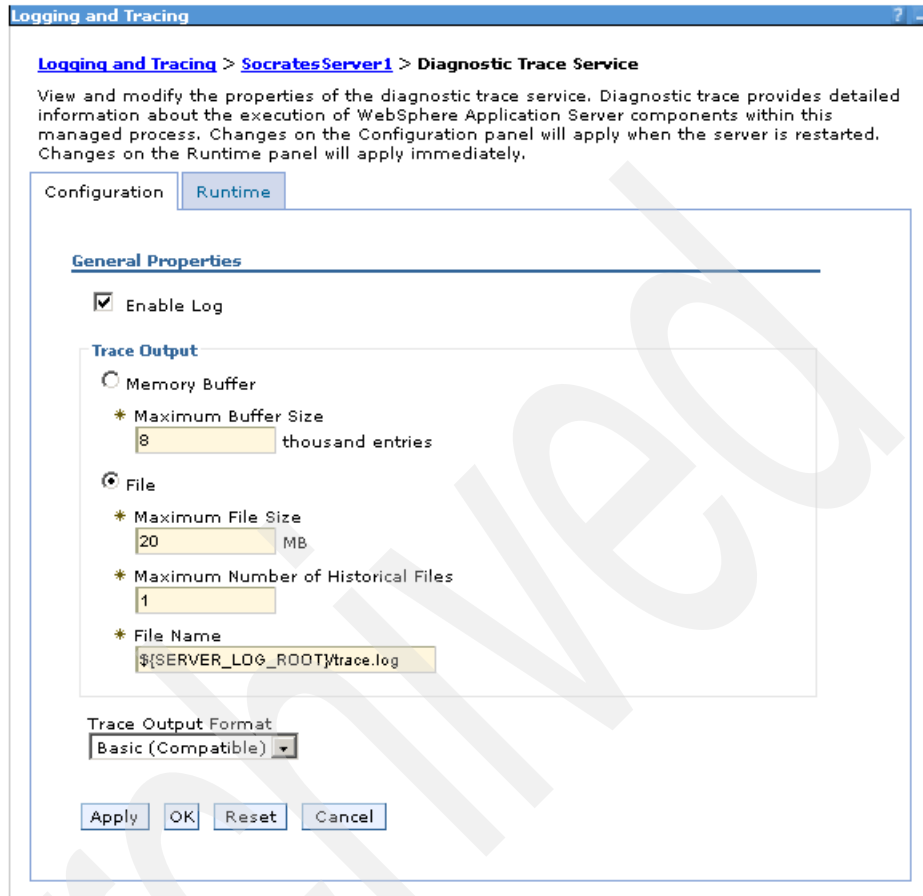 Logging and Tracing
?
Logging and Tracing > SocratesServer1 > Diagnostic Trace Service
View and modify the properties of the diagnostic trace service. Diagnostic trace provides detailed
information about the execution of WebSphere Application Server components within this
managed process. Changes on the Configuration panel will apply when the server is restarted.
Changes on the Runtime panel will apply immediately.
Configuration Runtime
General Properties
Enable Log
Trace Output
Memory Buffer
* Maximum Buffer Size
8 thousand entries
File
* Maximum File Size
20 MB
* Maximum Number of Historical Files
1
* File Name
${SERVER_LOG_ROOT}/trace.log
Trace Output Format
Basic (Compatible)
Apply OK Reset Cancel
chived